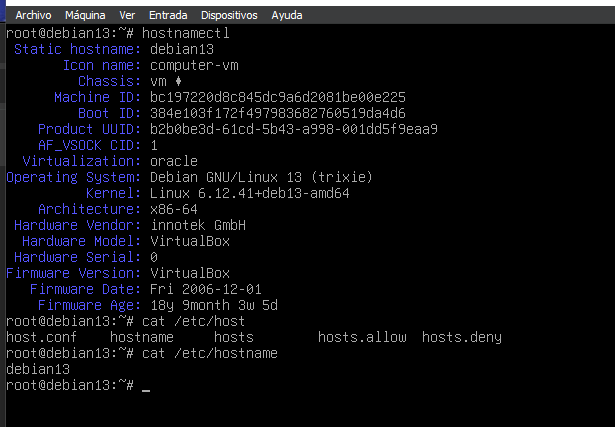 Archivo Máquina Ver Entrada Dispositivos Ayuda
root@debian13:~# hostnamectl
Static hostname: debian13
Icon name: computer-vm
Chassis: vm
Machine ID: bc197220d8c845dc9a6d2081be00e225
Boot ID: 384e103f172f497983682760519da4d6
Product UUID: b2b0be3d-61cd-5b43-a998-001dd5f9eaa9
AF_VSOCK CID: 1
Virtualization: oracle
Operating System: Debian GNU/Linux 13 (trixie)
Kernel: Linux 6.12.41+deb13-amd64
Architecture: x86-64
Hardware Vendor: innotek GmbH
Hardware Model: VirtualBox
Hardware Serial: 0
Firmware Version: VirtualBox
Firmware Date: Fri 2006-12-01
Firmware Age: 18y 9month 3w 5d
root@debian13:~# cat /etc/host
host.conf hostname hosts hosts.allow hosts.deny
root@debian13:~# cat /etc/hostname
debian13
root@debian13:~# _